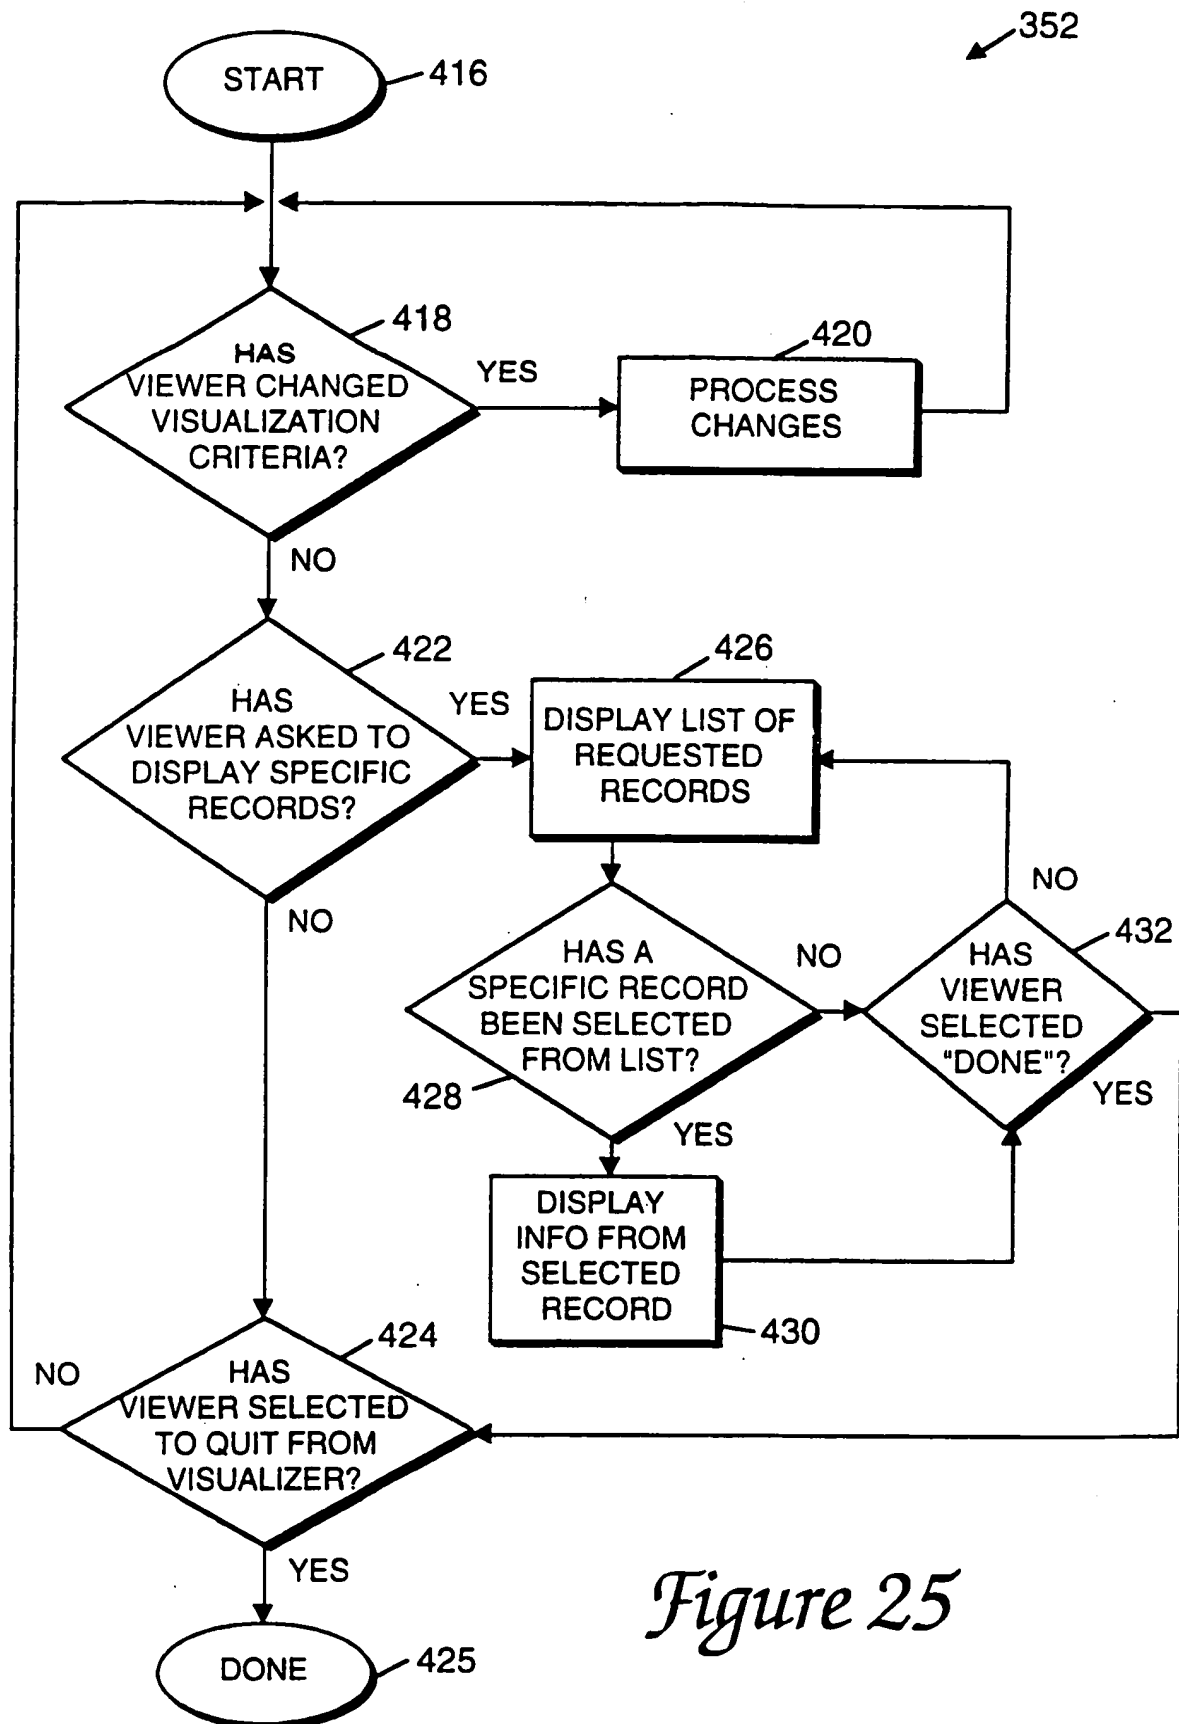 352
START
416
HAS
VIEWER CHANGED
VISUALIZATION
CRITERIA?
418
YES
NO
420
PROCESS
CHANGES
HAS
VIEWER ASKED TO
DISPLAY SPECIFIC
RECORDS?
422
YES
NO
426
DISPLAY LIST OF
REQUESTED
RECORDS
HAS A
SPECIFIC RECORD
BEEN SELECTED
FROM LIST?
428
NO
YES
NO
432
HAS
VIEWER
SELECTED
"DONE"?
YES
DISPLAY
INFO FROM
SELECTED
RECORD
430
424
NO
HAS
VIEWER SELECTED
TO QUIT FROM
VISUALIZER?
YES
DONE
425
Figure 25